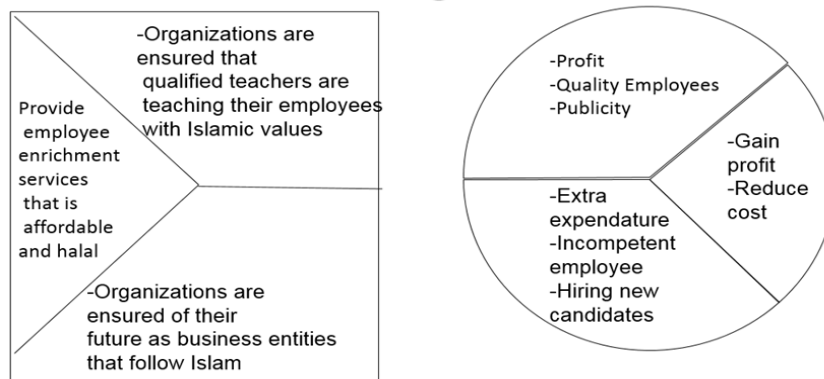 -Organizations are
ensured that
qualified teachers are
teaching their employees
with Islamic values
Provide
employee
enrichment
services
that is
affordable
and halal
-Organizations are
ensured of their
future as business entities
that follow Islam
-Profit
-Quality Employees
-Publicity
-Gain
profit
-Reduce
cost
-Extra
expendature
-Incompetent
employee
-Hiring new
candidates